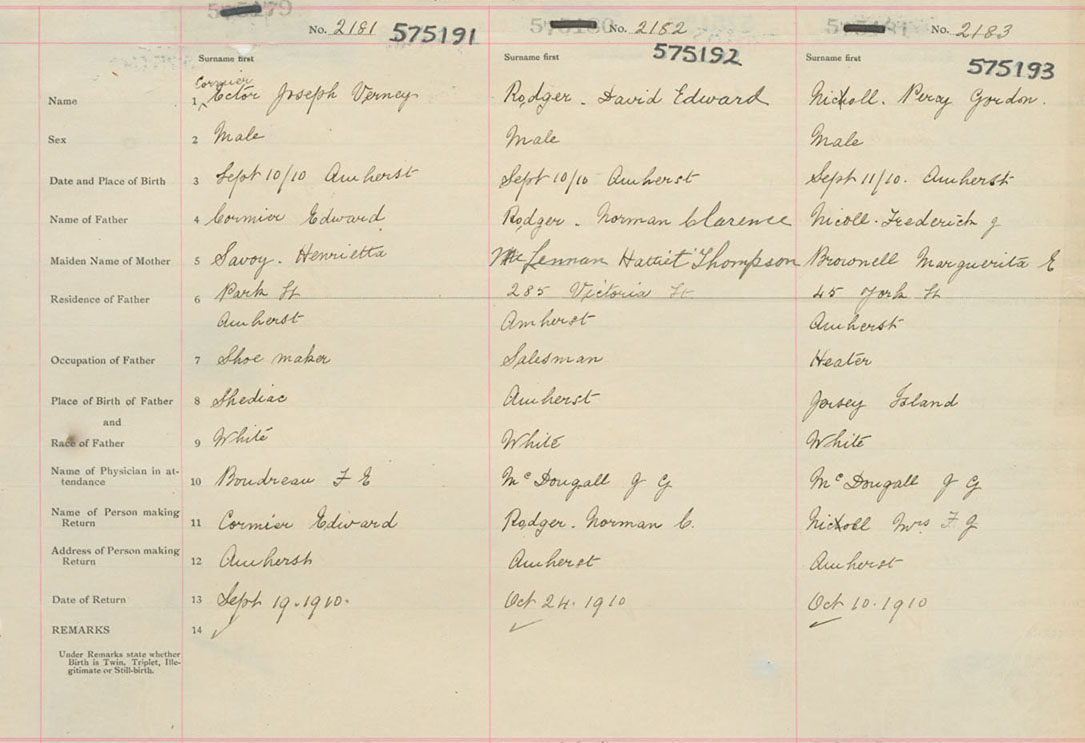 No. 2181 575191 No. 2182 575192 No. 2183 575193
Surname first Surname first Surname first
Cormier
Name 1 Ector Joseph Verney Rodger. David Edward Nickoll. Percy Gordon.
Sex 2 Male Male Male
Date and Place of Birth 3 Sept 10/10 Amherst Sept 10/10 Amherst Sept 11/10. Amherst
Name of Father 4 Cormier Edward Rodger. Norman Clarence Nicoll. Frederick J
Maiden Name of Mother 5 Savoy. Henrietta McLennan Hattiet Thompson Brownell Marguerita E
Residence of Father 6 Park St 285 Victoria St. 45 York St
Amherst Amherst Amherst
Occupation of Father 7 Shoe maker Salesman Heater
Place of Birth of Father 8 Shediac Amherst Jersey Island
and
Race of Father 9 White White White
Name of Physician in at-
tendance 10 Boudreau F E McDougall J G McDougall J G
Name of Person making
Return 11 Cormier Edward Rodger. Norman C. Nickoll Mrs F J
Address of Person making
Return 12 Amherst Amherst Amherst
Date of Return 13 Sept 19. 1910. Oct 24. 1910 Oct 10. 1910
REMARKS 14
Under Remarks state whether
Birth is Twin, Triplet, Ille-
gitimate or Still-birth.